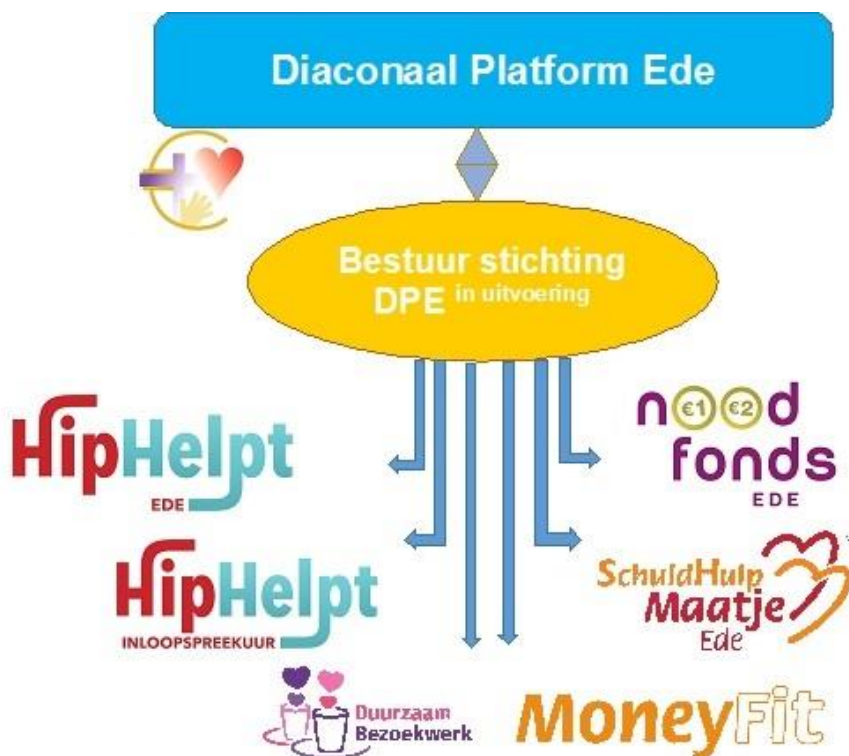 Diaconaal Platform Ede
Bestuur stichting
DPE in uitvoering
HipHelpt
EDE
n€1€2d
fonds
EDE
HipHelpt
INLOOPSPREEKUUR
SchuldHulp
Maatje
Ede
Duurzaam
Bezoekwerk
MoneyFit